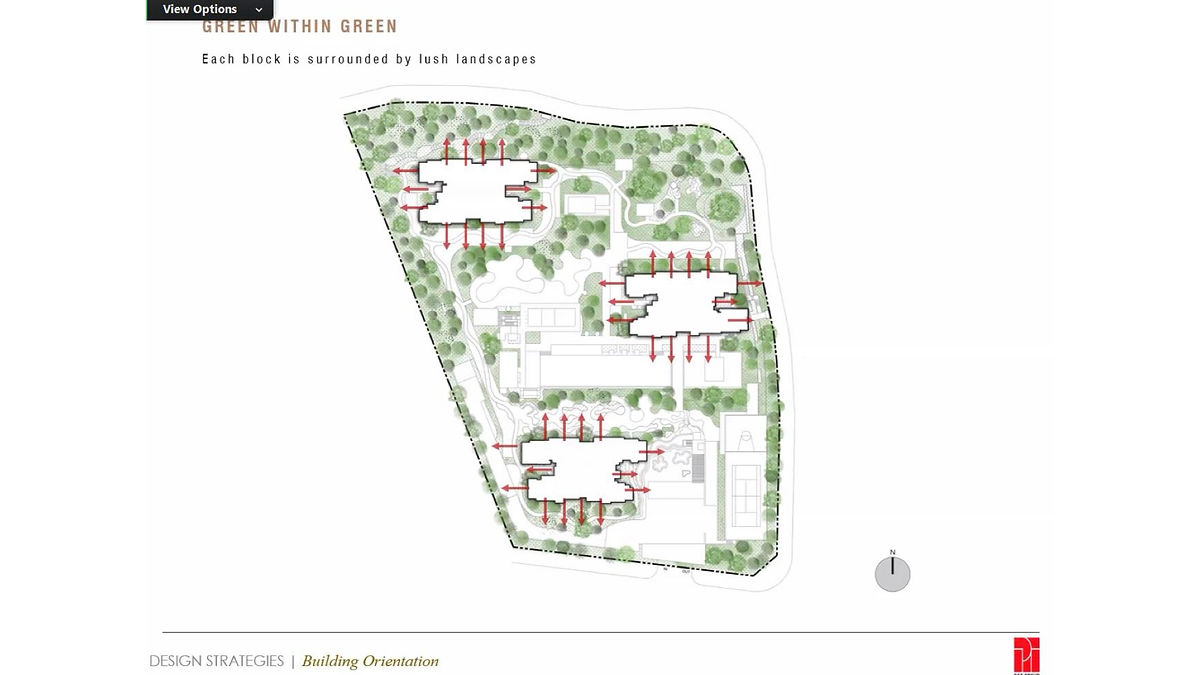 View Options
GREEN WITHIN GREEN
Each block is surrounded by lush landscapes
N
DESIGN STRATEGIES | Building Orientation